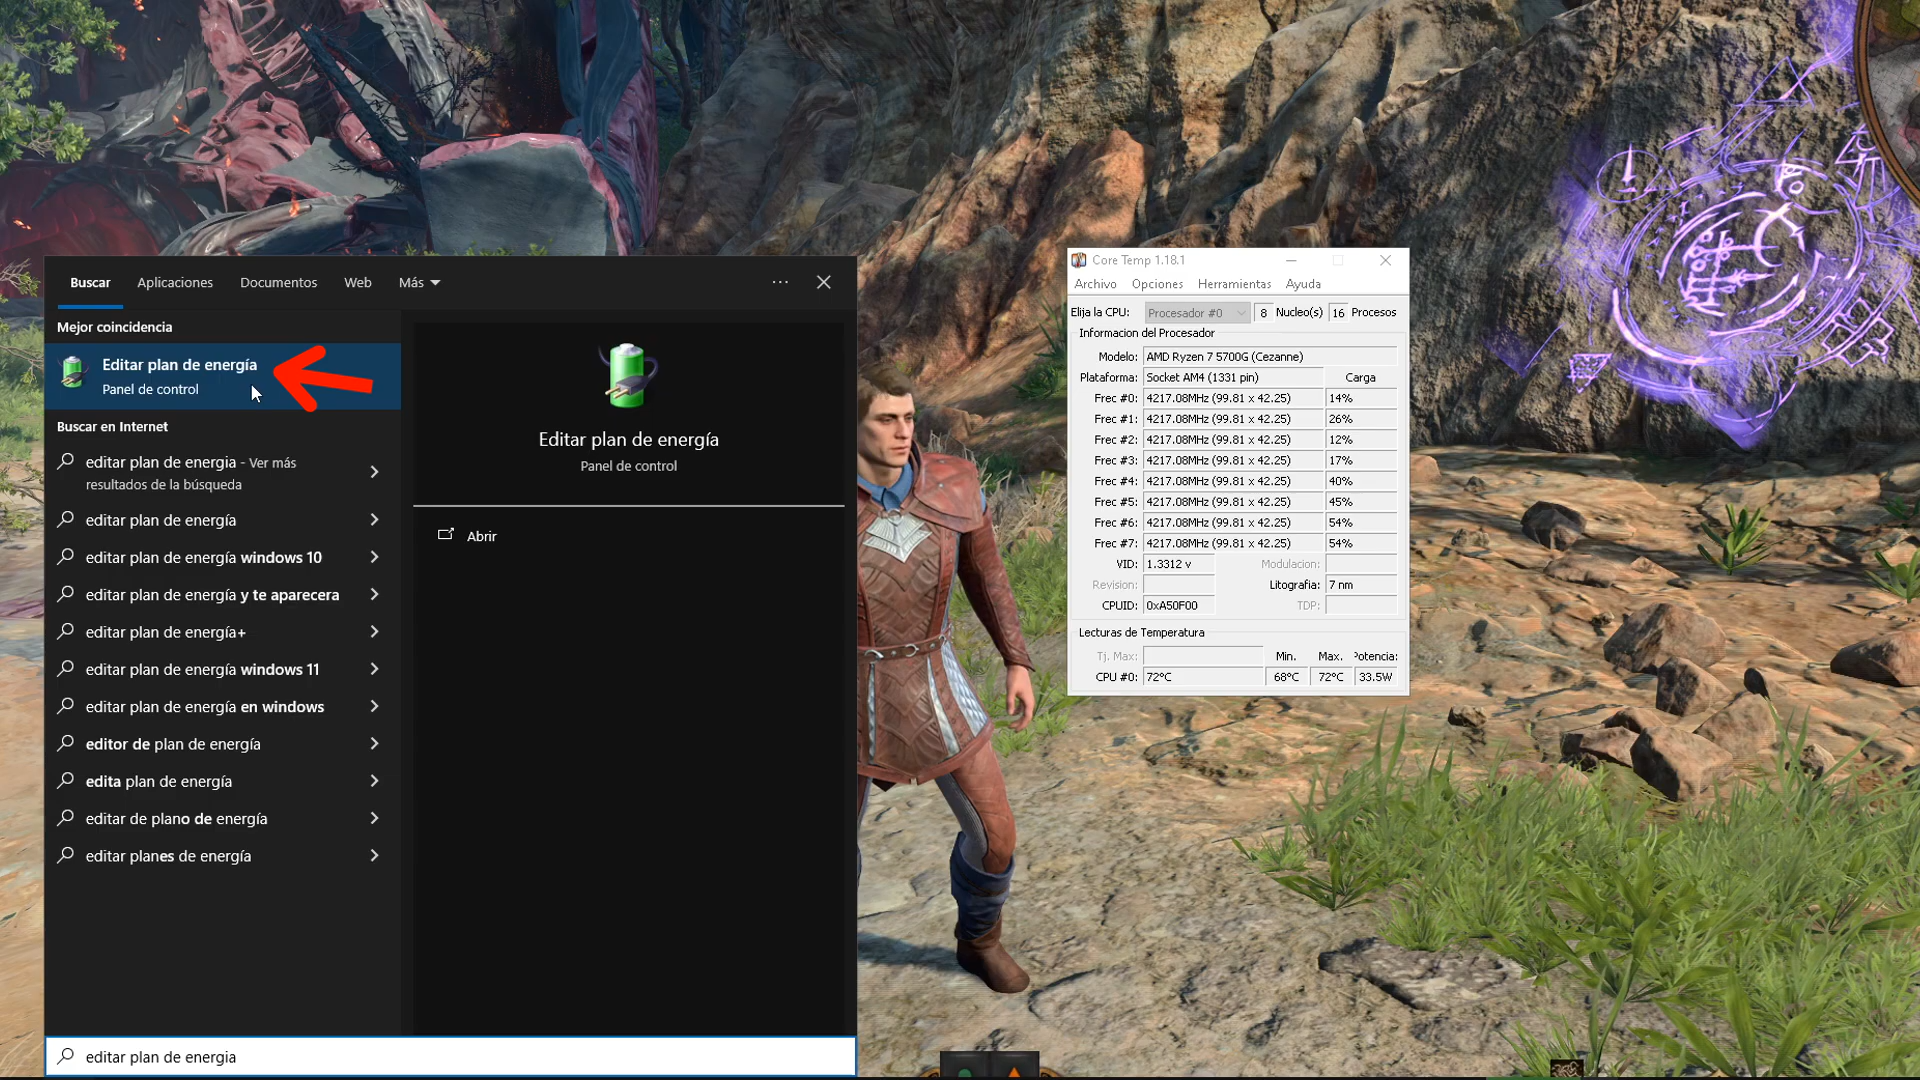 Buscar Aplicaciones Documentos Web Más
Mejor coincidencia
Editar plan de energía
Panel de control
Buscar en Internet
editar plan de energia - Ver más
resultados de la búsqueda
editar plan de energía
editar plan de energía windows 10
editar plan de energía y te aparecera
editar plan de energía+
editar plan de energía windows 11
editar plan de energía en windows
editor de plan de energía
edita plan de energía
editar de plano de energía
editar planes de energía
editar plan de energia
Editar plan de energía
Panel de control
Abrir
Core Temp 1.18.1
Archivo Opciones Herramientas Ayuda
Elija la CPU: Procesador #0 8 Nucleo(s) 16 Procesos
Informacion del Procesador
Modelo: AMD Ryzen 7 5700G (Cezanne)
Plataforma: Socket AM4 (1331 pin) Carga
Frec #0: 4217.08MHz (99.81 x 42.25) 14%
Frec #1: 4217.08MHz (99.81 x 42.25) 26%
Frec #2: 4217.08MHz (99.81 x 42.25) 12%
Frec #3: 4217.08MHz (99.81 x 42.25) 17%
Frec #4: 4217.08MHz (99.81 x 42.25) 40%
Frec #5: 4217.08MHz (99.81 x 42.25) 45%
Frec #6: 4217.08MHz (99.81 x 42.25) 54%
Frec #7: 4217.08MHz (99.81 x 42.25) 54%
VID: 1.3312 v Modulacion:
Revision: Litografia: 7 nm
CPUID: 0xA50F00 TDP:
Lecturas de Temperatura
Tj. Max: Min. Max. Potencia:
CPU #0: 72°C 68°C 72°C 33.5W